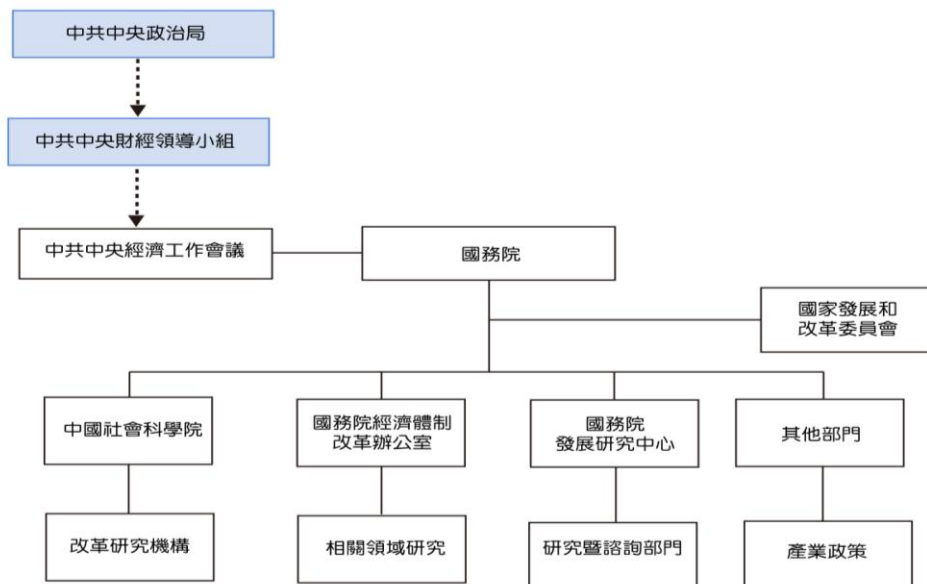 中共中央政治局
中共中央財經領導小組
中共中央經濟工作會議
國務院
國家發展和
改革委員會
中國社會科學院
國務院經濟體制
改革辦公室
國務院
發展研究中心
其他部門
改革研究機構
相關領域研究
研究暨諮詢部門
產業政策